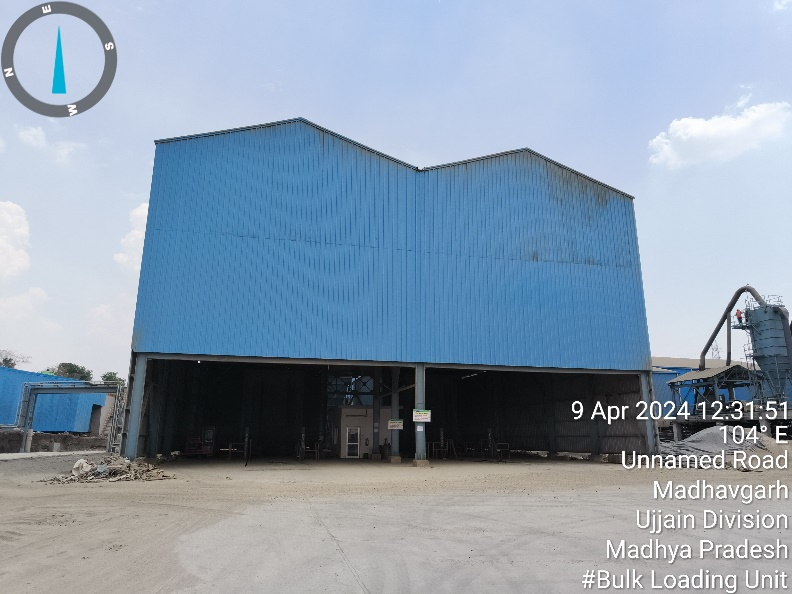 E
S
N
W
9 Apr 2024 12:31:51
104° E
Unnamed Road
Madhavgarh
Ujjain Division
Madhya Pradesh
#Bulk Loading Unit